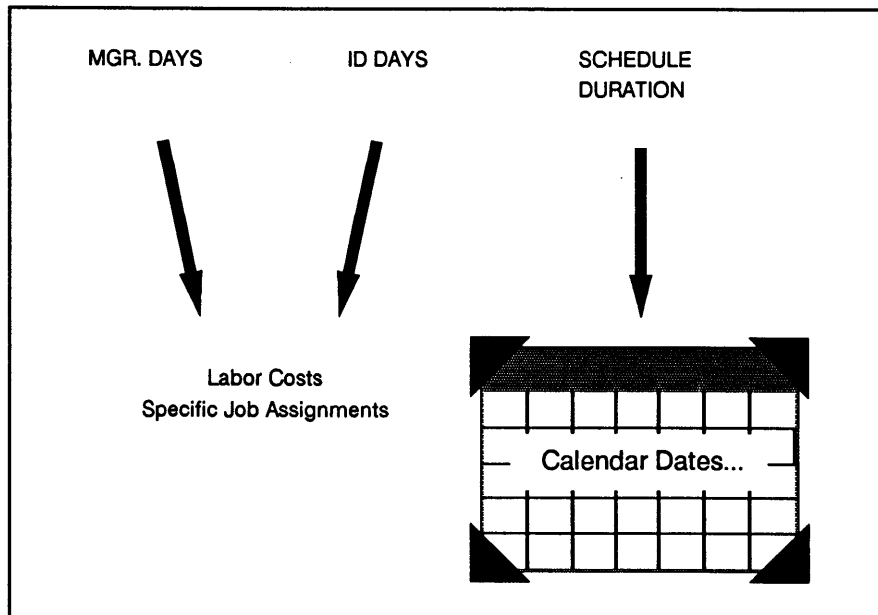 MGR. DAYS
ID DAYS
SCHEDULE
DURATION
Labor Costs
Specific Job Assignments
Calendar Dates...